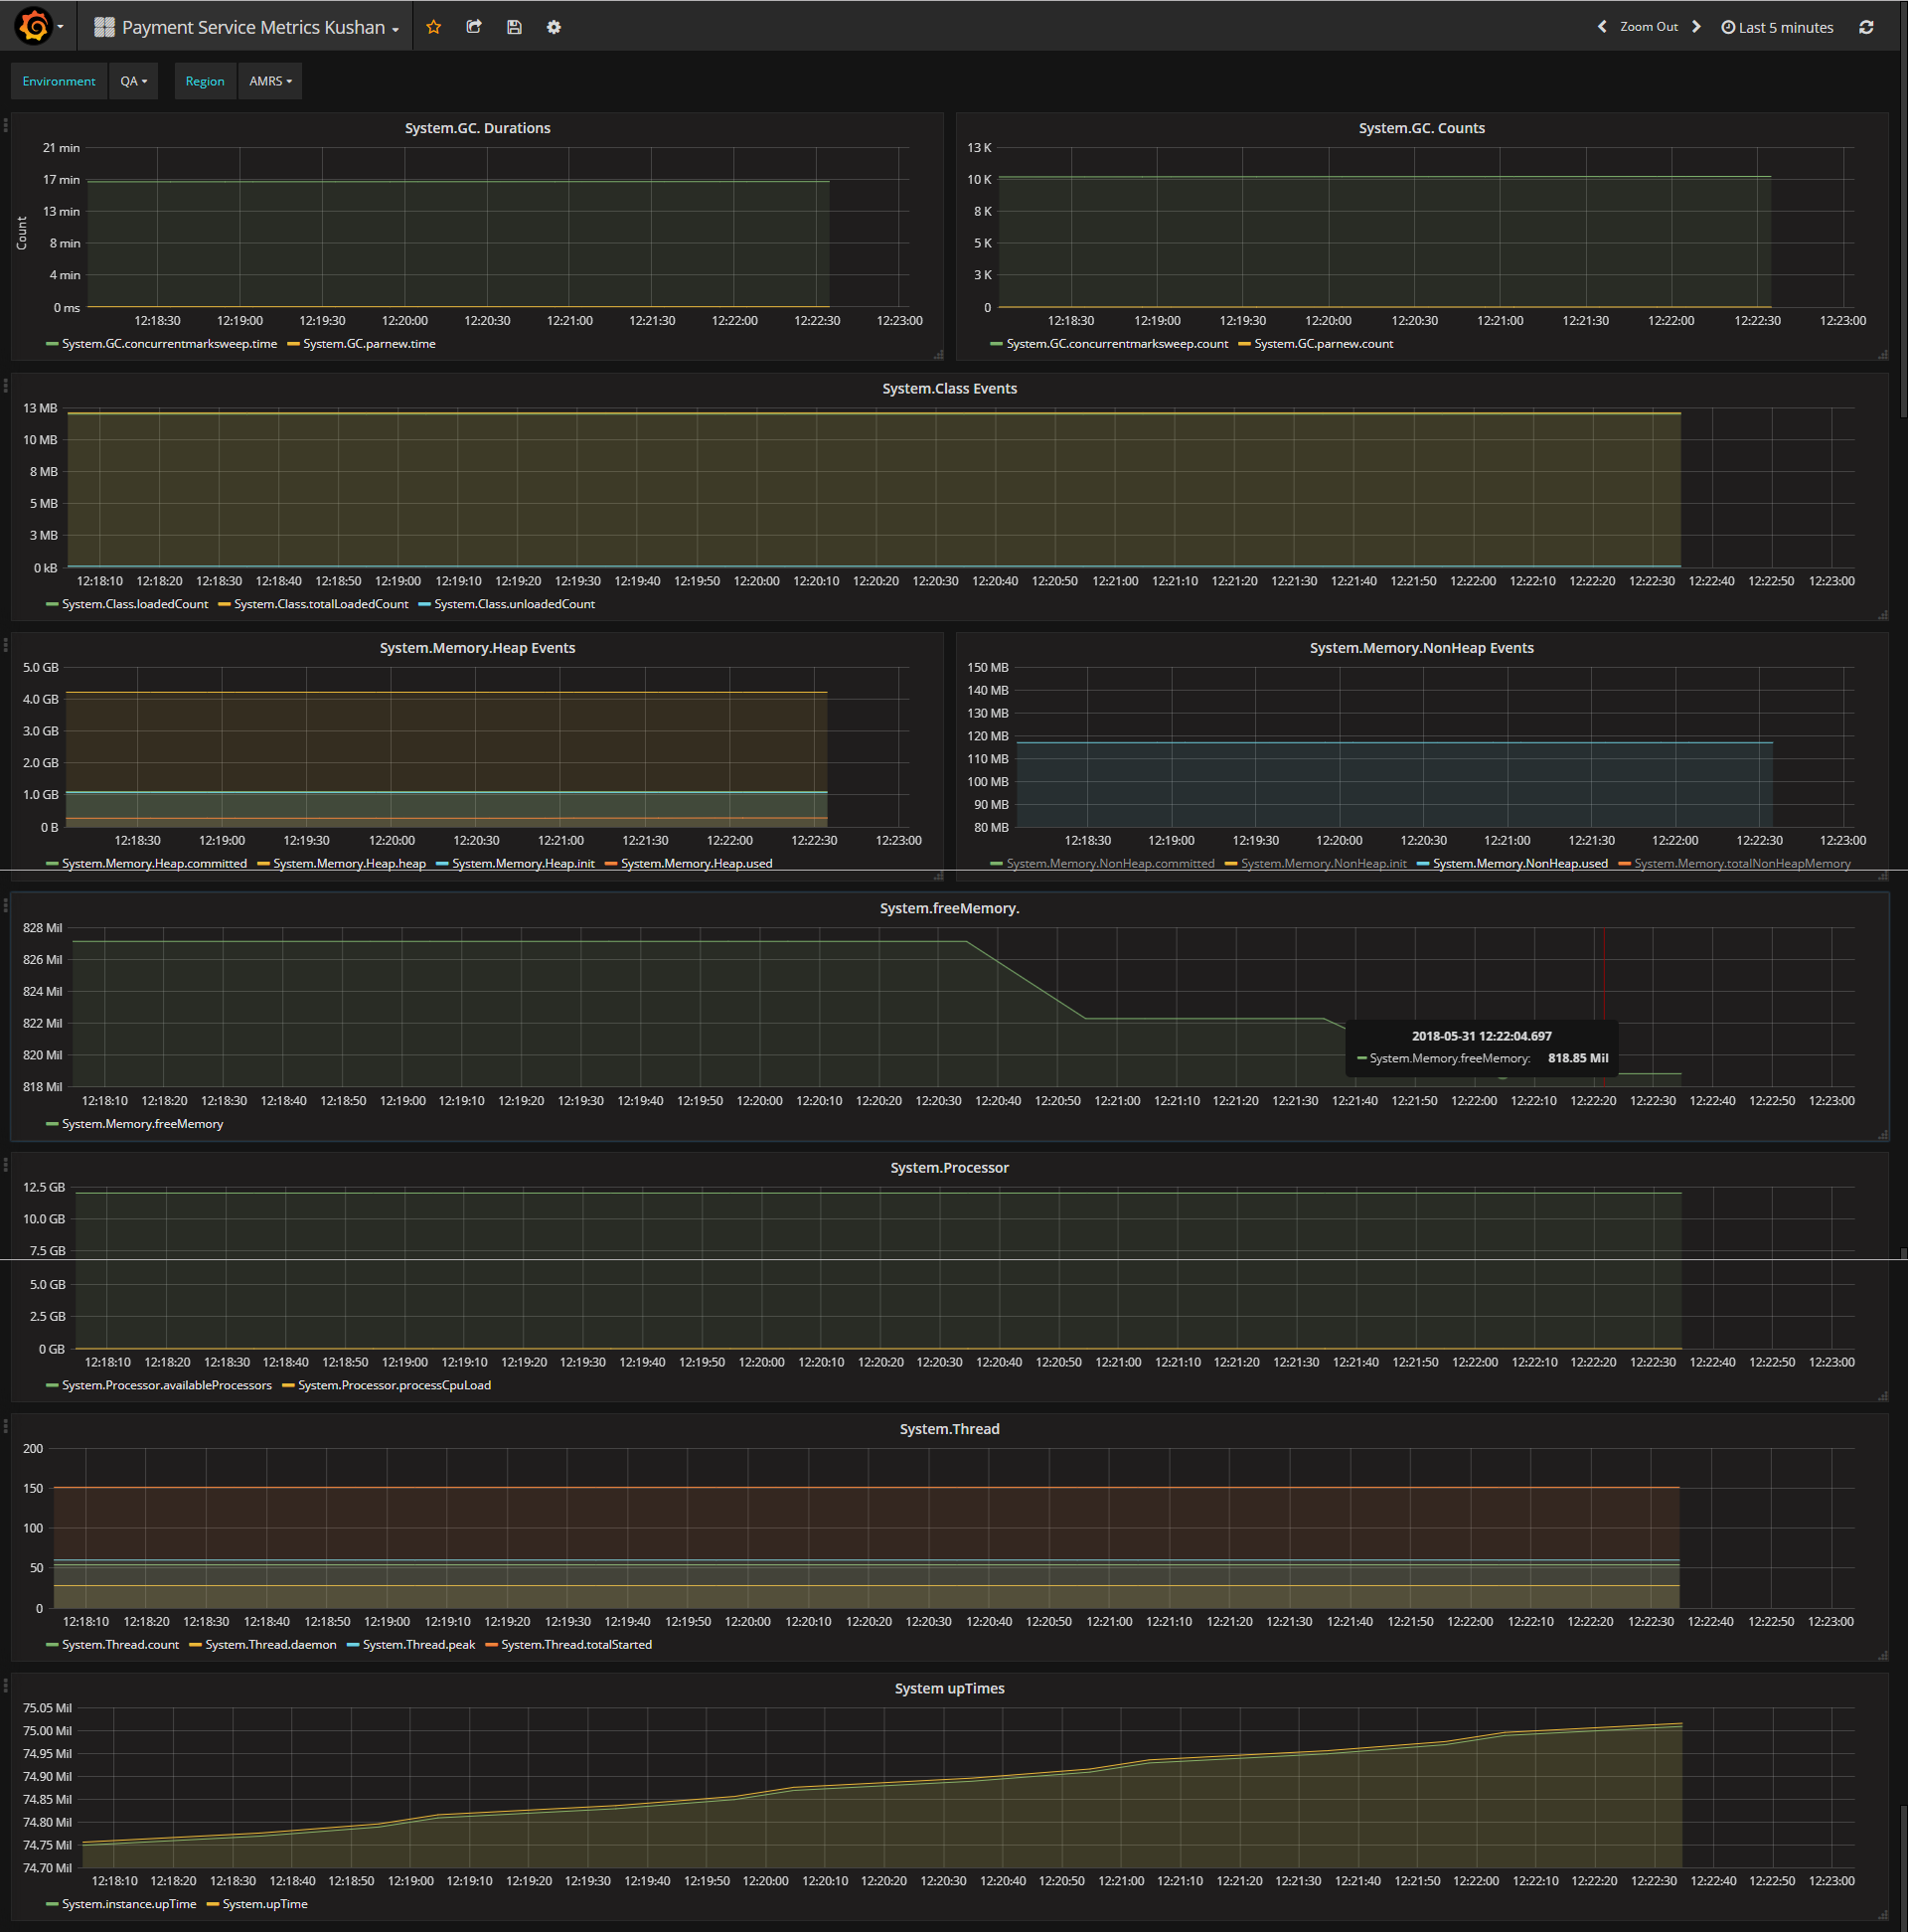 Payment Service Metrics Kushan
Zoom Out
Last 5 minutes
Environment QA Region AMRS
System.GC. Durations
Count
21 min
17 min
13 min
8 min
4 min
0 ms
12:18:30 12:19:00 12:19:30 12:20:00 12:20:30 12:21:00 12:21:30 12:22:00 12:22:30 12:23:00
System.GC.concurrentmarksweep.time System.GC.parnew.time
System.GC. Counts
13 K
10 K
8 K
5 K
3 K
0
12:18:30 12:19:00 12:19:30 12:20:00 12:20:30 12:21:00 12:21:30 12:22:00 12:22:30 12:23:00
System.GC.concurrentmarksweep.count System.GC.parnew.count
System.Class Events
13 MB
10 MB
8 MB
5 MB
3 MB
0 kB
12:18:10 12:18:20 12:18:30 12:18:40 12:18:50 12:19:00 12:19:10 12:19:20 12:19:30 12:19:40 12:19:50 12:20:00 12:20:10 12:20:20 12:20:30 12:20:40 12:20:50 12:21:00 12:21:10 12:21:20 12:21:30 12:21:40 12:21:50 12:22:00 12:22:10 12:22:20 12:22:30 12:22:40 12:22:50 12:23:00
System.Class.loadedCount System.Class.totalLoadedCount System.Class.unloadedCount
System.Memory.Heap Events
5.0 GB
4.0 GB
3.0 GB
2.0 GB
1.0 GB
0 B
12:18:30 12:19:00 12:19:30 12:20:00 12:20:30 12:21:00 12:21:30 12:22:00 12:22:30 12:23:00
System.Memory.Heap.committed System.Memory.Heap.heap System.Memory.Heap.init System.Memory.Heap.used
System.Memory.NonHeap Events
150 MB
140 MB
130 MB
120 MB
110 MB
100 MB
90 MB
80 MB
12:18:30 12:19:00 12:19:30 12:20:00 12:20:30 12:21:00 12:21:30 12:22:00 12:22:30 12:23:00
System.Memory.NonHeap.committed System.Memory.NonHeap.init System.Memory.NonHeap.used System.Memory.totalNonHeapMemory
System.freeMemory.
828 Mil
826 Mil
824 Mil
822 Mil
820 Mil
818 Mil
2018-05-31 12:22:04.697
System.Memory.freeMemory: 818.85 Mil
12:18:10 12:18:20 12:18:30 12:18:40 12:18:50 12:19:00 12:19:10 12:19:20 12:19:30 12:19:40 12:19:50 12:20:00 12:20:10 12:20:20 12:20:30 12:20:40 12:20:50 12:21:00 12:21:10 12:21:20 12:21:30 12:21:40 12:21:50 12:22:00 12:22:10 12:22:20 12:22:30 12:22:40 12:22:50 12:23:00
System.Memory.freeMemory
System.Processor
12.5 GB
10.0 GB
7.5 GB
5.0 GB
2.5 GB
0 GB
12:18:10 12:18:20 12:18:30 12:18:40 12:18:50 12:19:00 12:19:10 12:19:20 12:19:30 12:19:40 12:19:50 12:20:00 12:20:10 12:20:20 12:20:30 12:20:40 12:20:50 12:21:00 12:21:10 12:21:20 12:21:30 12:21:40 12:21:50 12:22:00 12:22:10 12:22:20 12:22:30 12:22:40 12:22:50 12:23:00
System.Processor.availableProcessors System.Processor.processCpuLoad
System.Thread
200
150
100
50
0
12:18:10 12:18:20 12:18:30 12:18:40 12:18:50 12:19:00 12:19:10 12:19:20 12:19:30 12:19:40 12:19:50 12:20:00 12:20:10 12:20:20 12:20:30 12:20:40 12:20:50 12:21:00 12:21:10 12:21:20 12:21:30 12:21:40 12:21:50 12:22:00 12:22:10 12:22:20 12:22:30 12:22:40 12:22:50 12:23:00
System.Thread.count System.Thread.daemon System.Thread.peak System.Thread.totalStarted
System upTimes
75.05 Mil
75.00 Mil
74.95 Mil
74.90 Mil
74.85 Mil
74.80 Mil
74.75 Mil
74.70 Mil
12:18:10 12:18:20 12:18:30 12:18:40 12:18:50 12:19:00 12:19:10 12:19:20 12:19:30 12:19:40 12:19:50 12:20:00 12:20:10 12:20:20 12:20:30 12:20:40 12:20:50 12:21:00 12:21:10 12:21:20 12:21:30 12:21:40 12:21:50 12:22:00 12:22:10 12:22:20 12:22:30 12:22:40 12:22:50 12:23:00
System.instance.upTime System.upTime